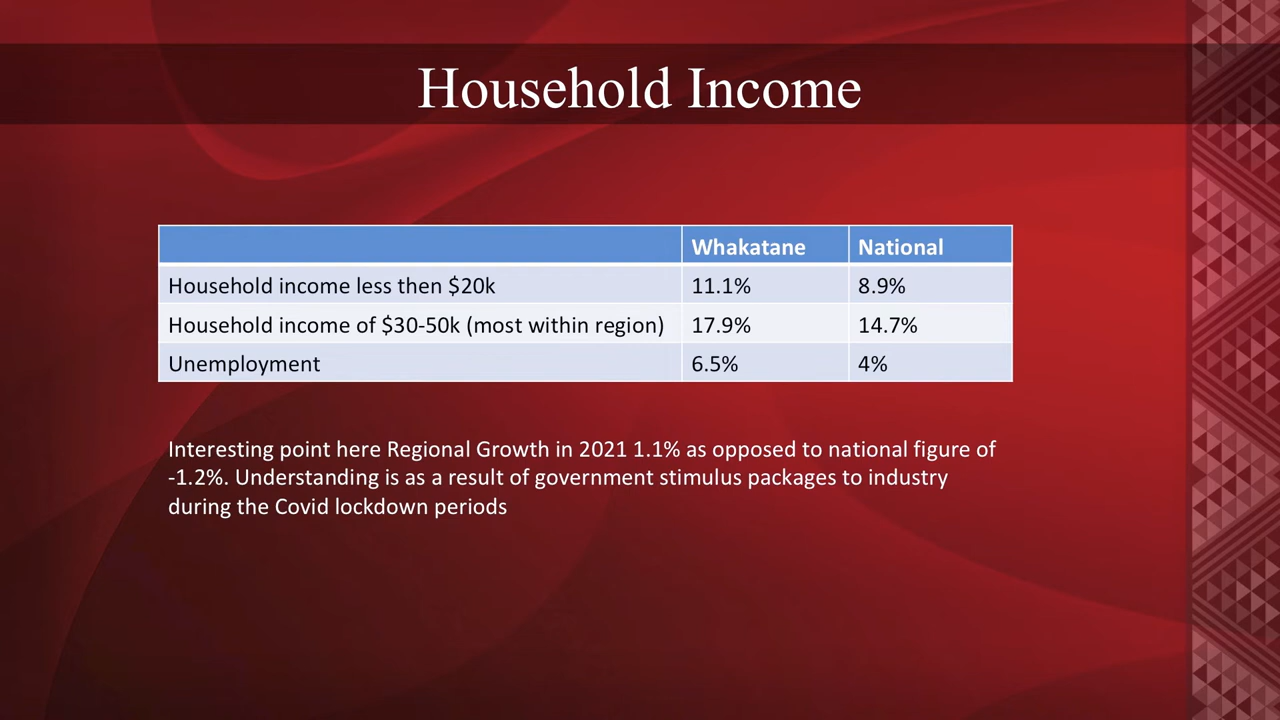 Household Income
Whakatane National
Household income less then $20k 11.1% 8.9%
Household income of $30-50k (most within region) 17.9% 14.7%
Unemployment 6.5% 4%
Interesting point here Regional Growth in 2021 1.1% as opposed to national figure of
-1.2%. Understanding is as a result of government stimulus packages to industry
during the Covid lockdown periods